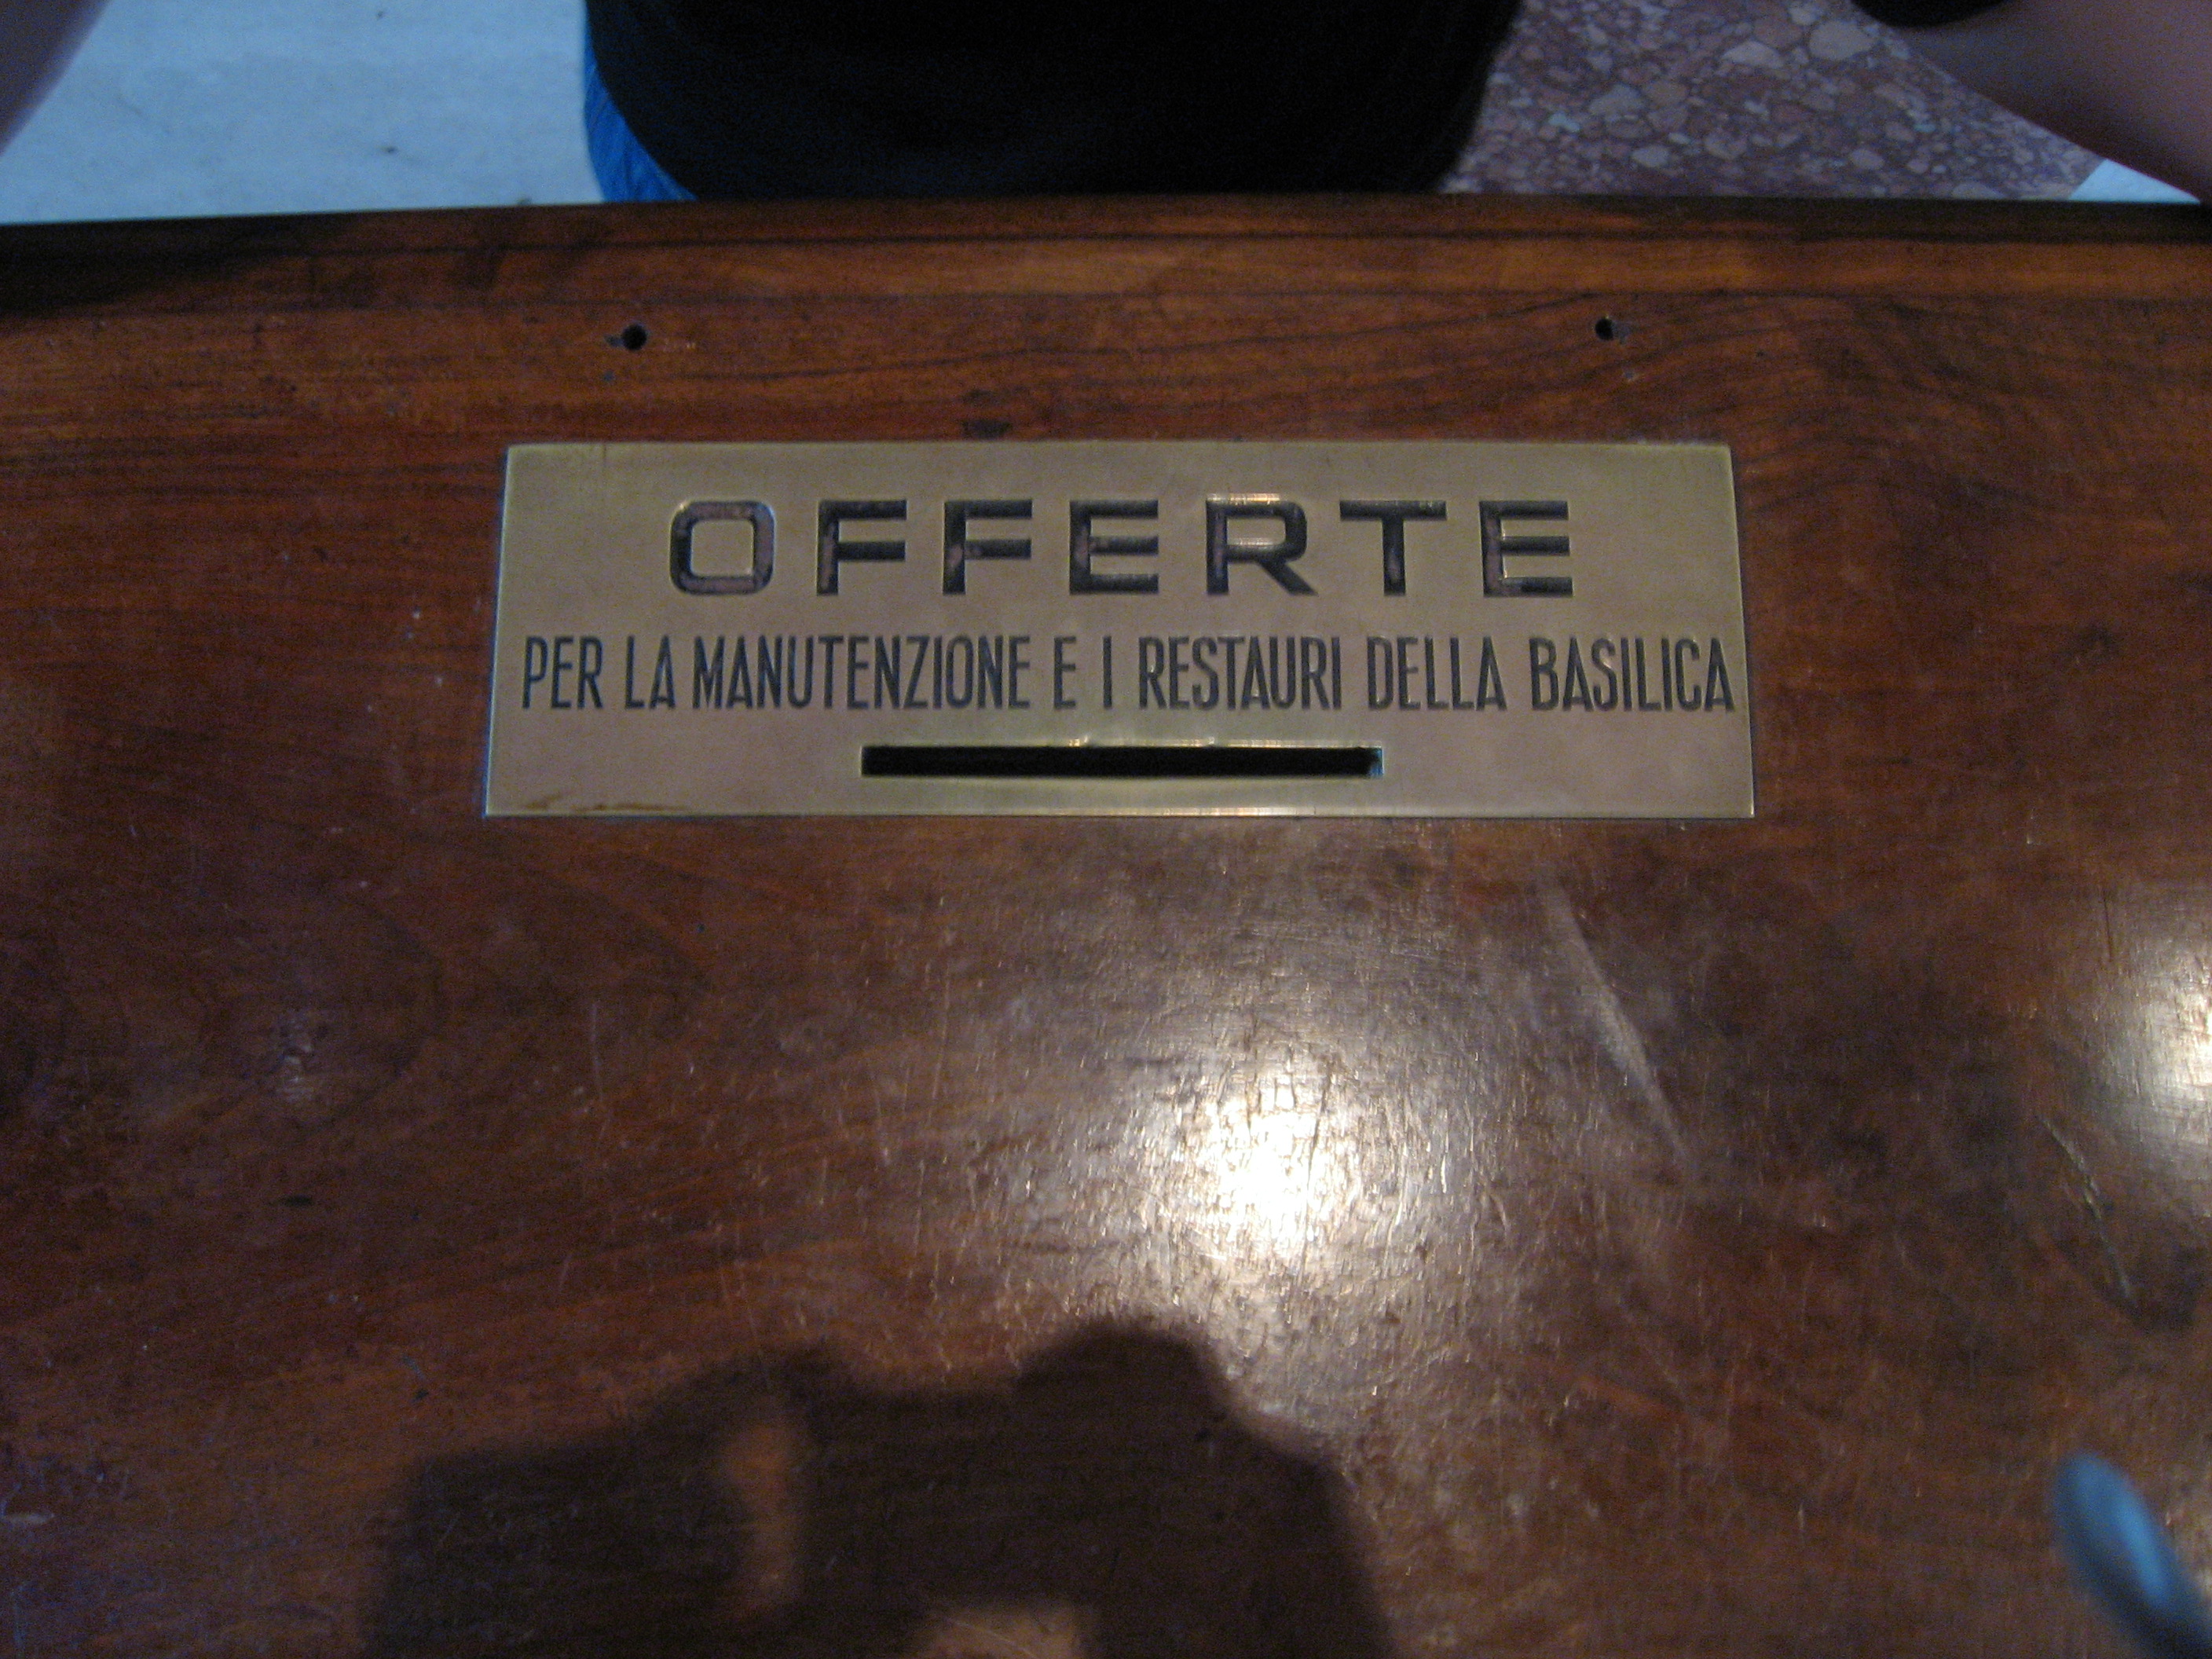 OFFERTE
PER LA MANUTENZIONE E I RESTAURI DELLA BASILICA